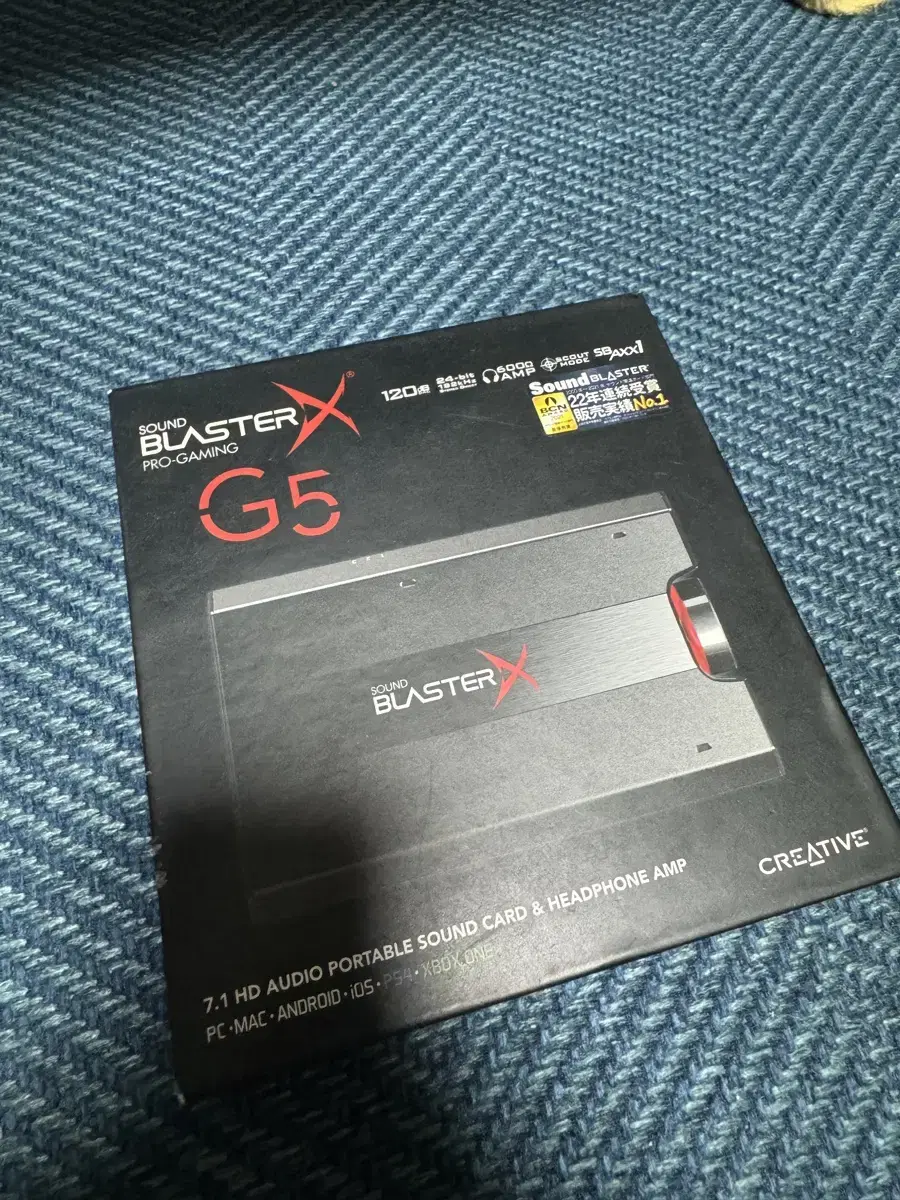 SOUND
BLASTERX®
PRO-GAMING
G5
120dB
24-bit
192kHz
600Ω
AMP
SCOUT
MODE
SBAXX1
Sound BLASTER®
BCN
22年連続受賞
販売実績No.1
SOUND
BLASTERX
CREATIVE®
7.1 HD AUDIO PORTABLE SOUND CARD & HEADPHONE AMP
PC • MAC • ANDROID • iOS • PS4 • XBOX ONE